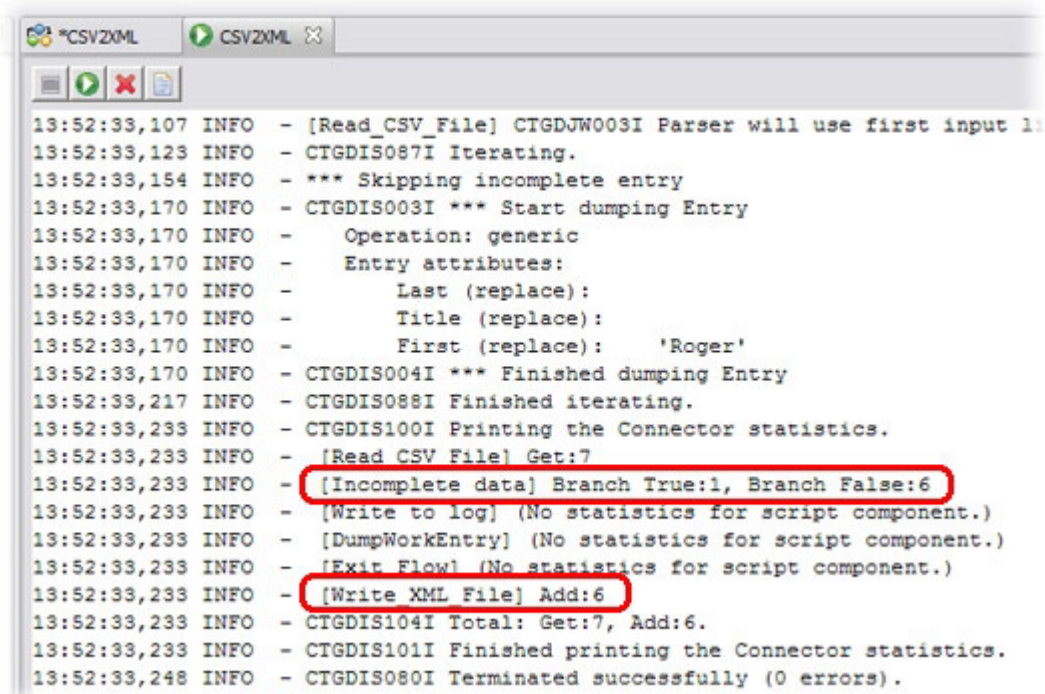 *CSV2XML CSV2XML
13:52:33,107 INFO - [Read_CSV_File] CTGDJW003I Parser will use first input
13:52:33,123 INFO - CTGDIS087I Iterating.
13:52:33,154 INFO - *** Skipping incomplete entry
13:52:33,170 INFO - CTGDIS003I *** Start dumping Entry
13:52:33,170 INFO - Operation: generic
13:52:33,170 INFO - Entry attributes:
13:52:33,170 INFO - Last (replace):
13:52:33,170 INFO - Title (replace):
13:52:33,170 INFO - First (replace): 'Roger'
13:52:33,170 INFO - CTGDIS004I *** Finished dumping Entry
13:52:33,217 INFO - CTGDIS088I Finished iterating.
13:52:33,233 INFO - CTGDIS100I Printing the Connector statistics.
13:52:33,233 INFO - [Read_CSV_File] Get:7
13:52:33,233 INFO - [Incomplete data] Branch True:1, Branch False:6
13:52:33,233 INFO - [Write to log] (No statistics for script component.)
13:52:33,233 INFO - [DumpWorkEntry] (No statistics for script component.)
13:52:33,233 INFO - [Exit Flow] (No statistics for script component.)
13:52:33,233 INFO - [Write_XML_File] Add:6
13:52:33,233 INFO - CTGDIS104I Total: Get:7, Add:6.
13:52:33,233 INFO - CTGDIS101I Finished printing the Connector statistics.
13:52:33,248 INFO - CTGDIS080I Terminated successfully (0 errors).